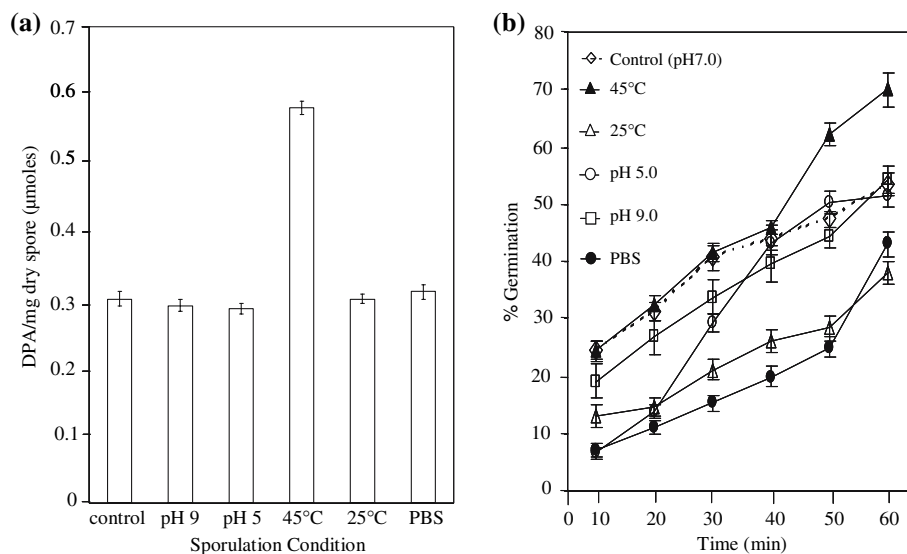 (a)
0.7
0.6
0.5
0.4
0.3
0.2
0.1
0
DPA/mg dry spore (μmoles)
control pH 9 pH 5 45°C 25°C PBS
Sporulation Condition
(b)
80
70
60
50
40
30
20
10
0
% Germination
Control (pH7.0)
45°C
25°C
pH 5.0
pH 9.0
PBS
0 10 20 30 40 50 60
Time (min)